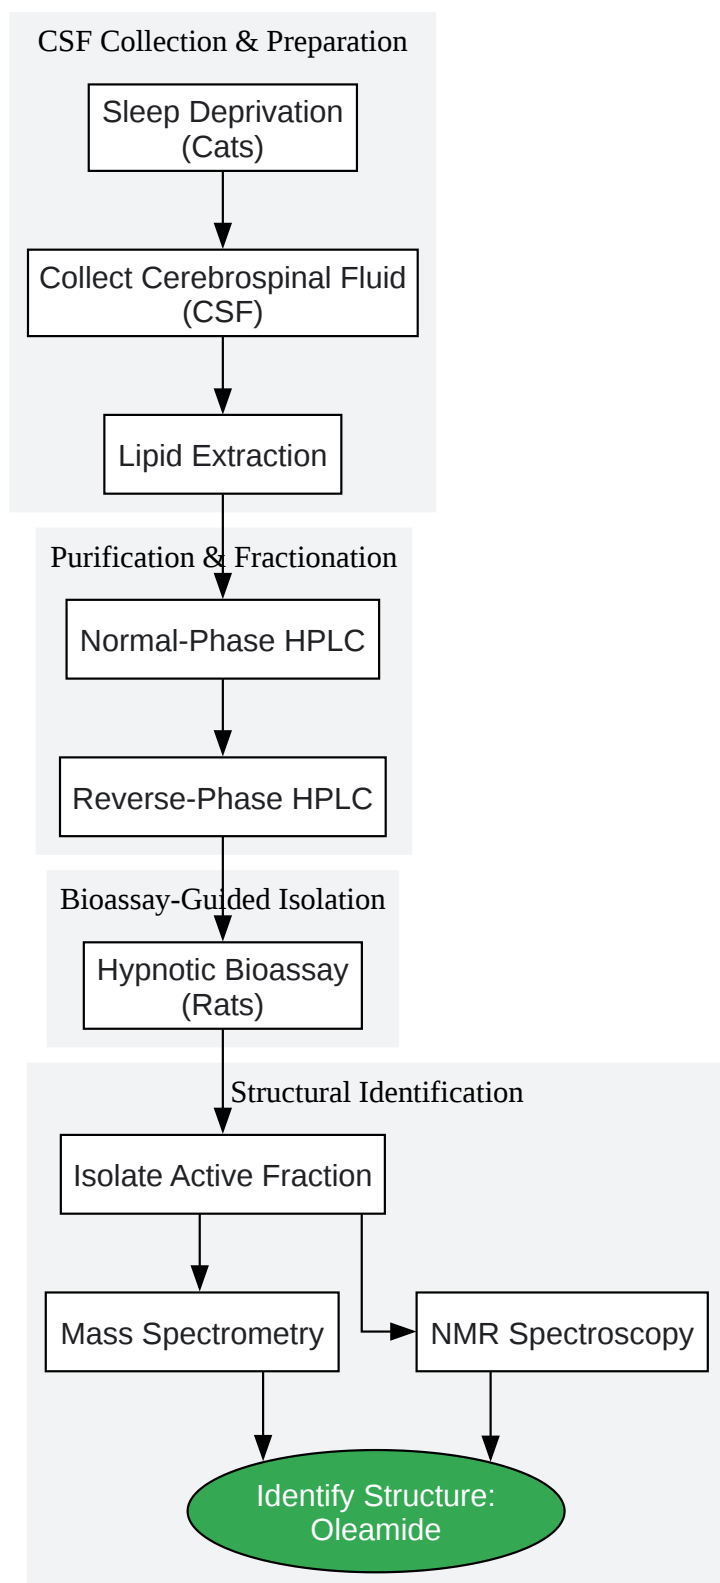 CSF Collection & Preparation
Sleep Deprivation
(Cats)
Collect Cerebrospinal Fluid
(CSF)
Lipid Extraction
Purification & Fractionation
Normal-Phase HPLC
Reverse-Phase HPLC
Bioassay-Guided Isolation
Hypnotic Bioassay
(Rats)
Structural Identification
Isolate Active Fraction
Mass Spectrometry
NMR Spectroscopy
Identify Structure:
Oleamide